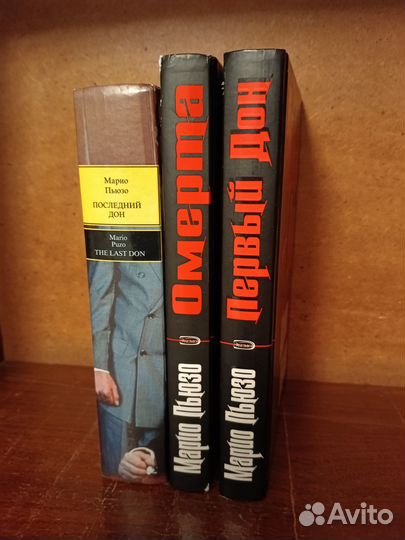 Марио
Пьюзо
ПОСЛЕДНИЙ
ДОН
Mario
Puzo
THE LAST DON
Омерта
Марио Пьюзо
Первый Дон
Марио Пьюзо
Avito